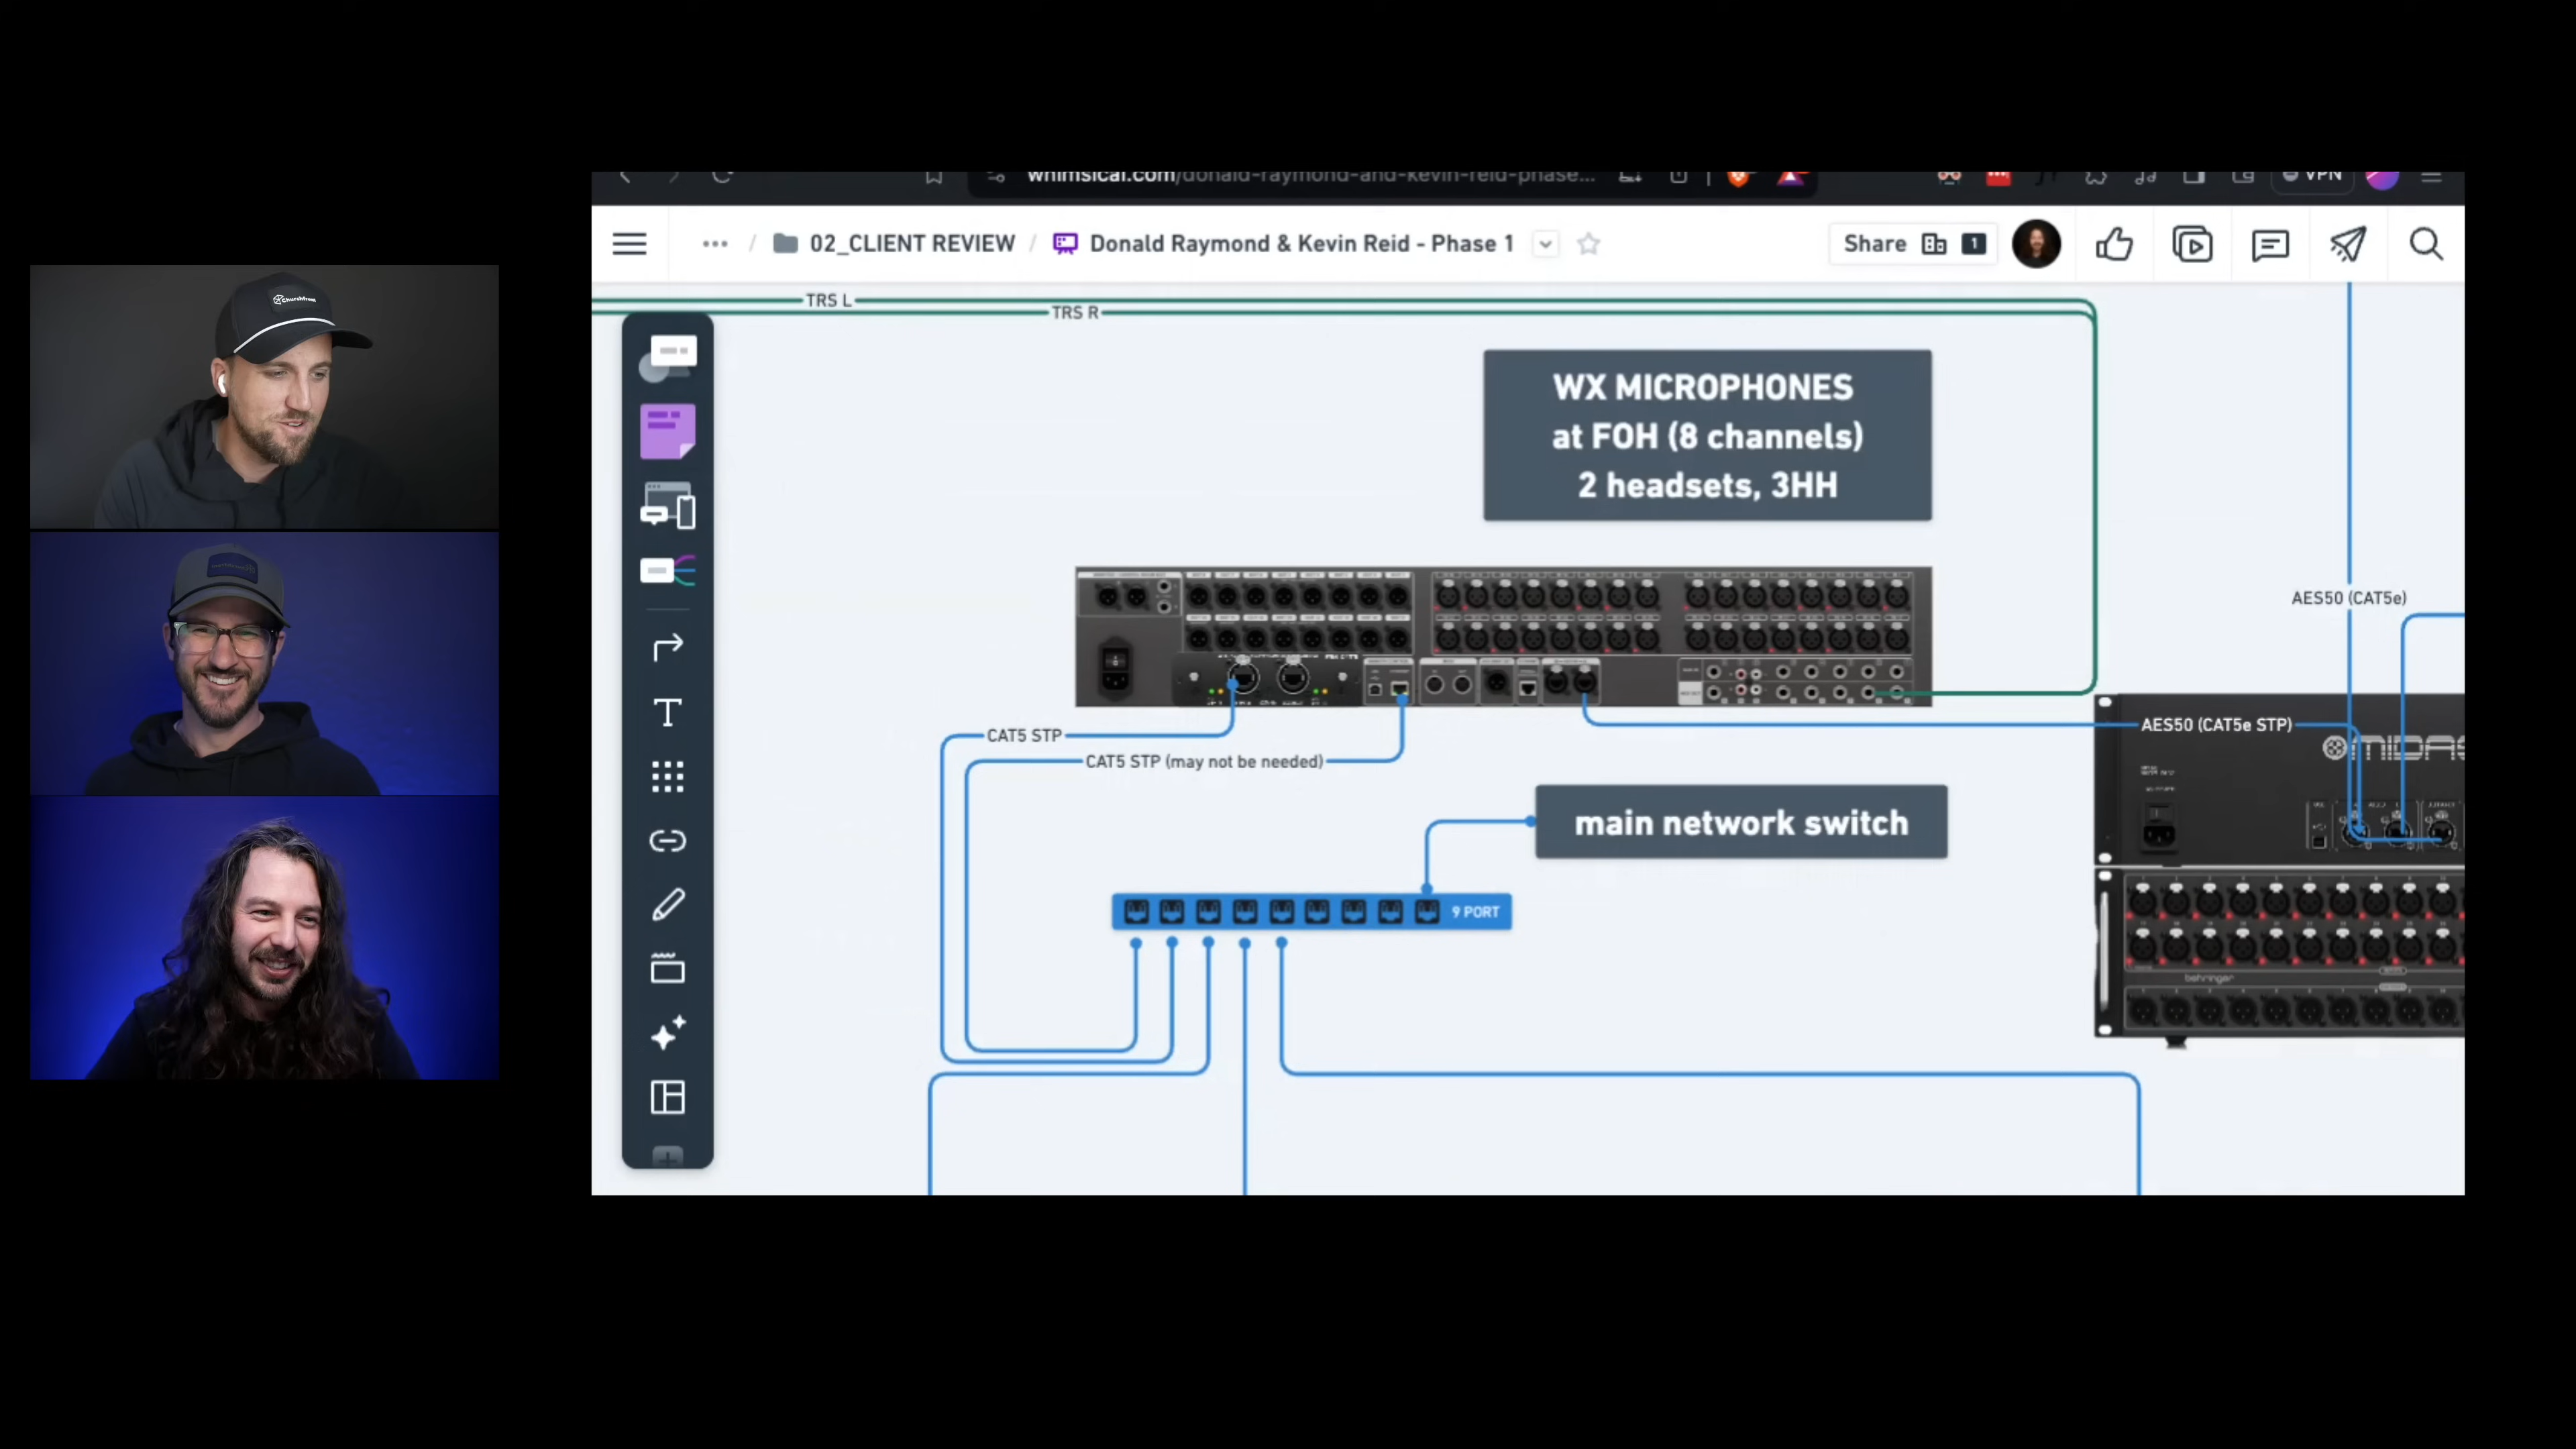 Churchfront
whimsical.com/donald-raymond-and-kevin-reid-phase...
VPN
... / 02_CLIENT REVIEW / Donald Raymond & Kevin Reid - Phase 1
Share 1
TRS L
TRS R
WX MICROPHONES
at FOH (8 channels)
2 headsets, 3HH
AES50 (CAT5e)
CAT5 STP
AES50 (CAT5e STP)
CAT5 STP (may not be needed)
main network switch
9 PORT
behringer